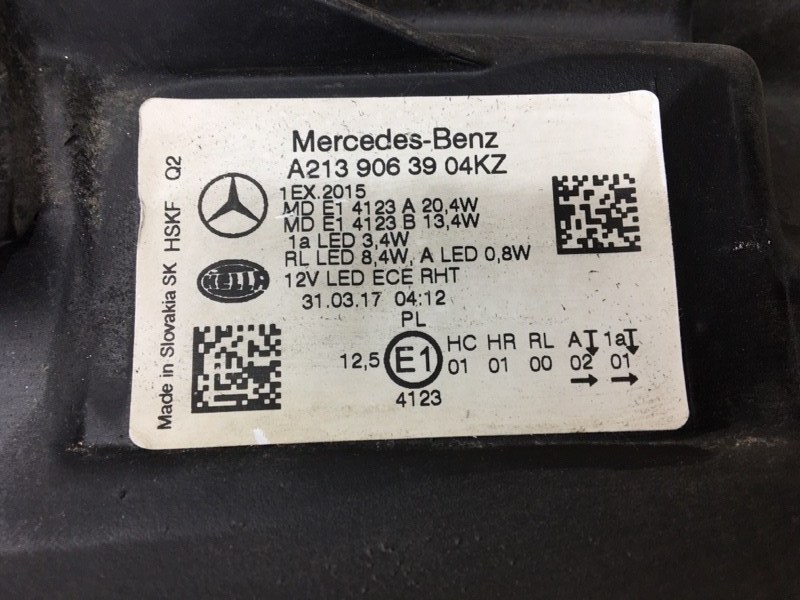 Mercedes-Benz
A213 906 39 04KZ
1EX.2015
MD E1 4123 A 20,4W
MD E1 4123 B 13,4W
1a LED 3,4W
RL LED 8,4W, A LED 0,8W
12V LED ECE RHT
31.03.17 04:12
PL
HELLA
Made in Slovakia SK HSKF Q2
12,5 E1 4123
HC HR RL A 1a
01 01 00 02 01